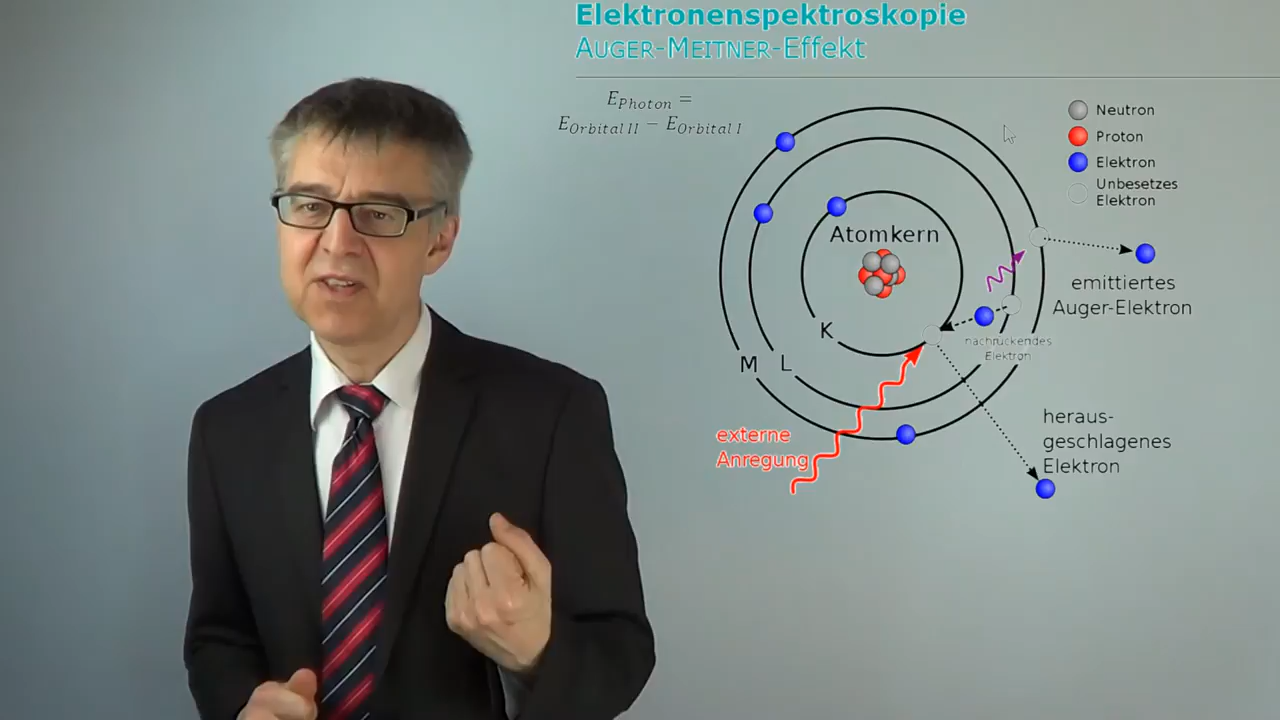 Elektronenspektroskopie
AUGER-MEITNER-Effekt
E_Photon =
E_Orbital II − E_Orbital I
Neutron
Proton
Elektron
Unbesetzes
Elektron
Atomkern
emittiertes
Auger-Elektron
K
nachrückendes
Elektron
M
L
heraus-
geschlagenes
Elektron
externe
Anregung